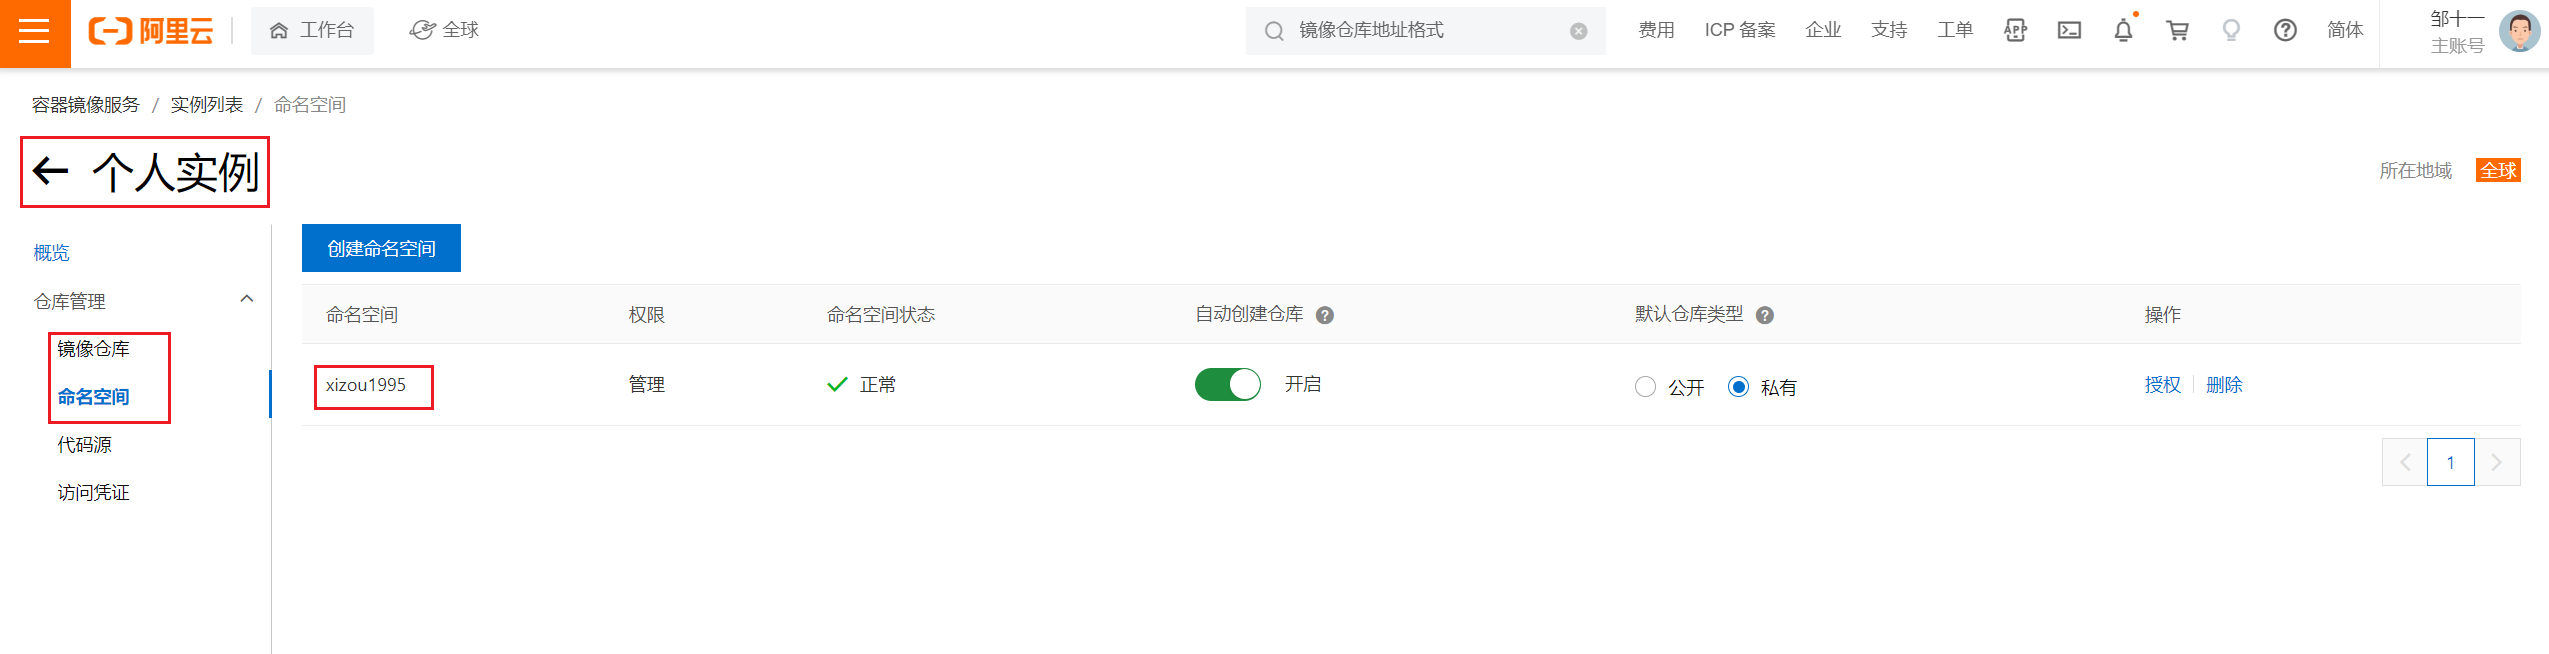 阿里云 工作台 全球 镜像仓库地址格式 费用 ICP 备案 企业 支持 工单 APP 简体 邹十一
主账号
容器镜像服务 / 实例列表 / 命名空间
个人实例
所在地域 全球
概览
仓库管理
镜像仓库
命名空间
代码源
访问凭证
创建命名空间
命名空间 权限 命名空间状态 自动创建仓库 默认仓库类型 操作
xizou1995 管理 正常 开启 公开 私有 授权 删除
1